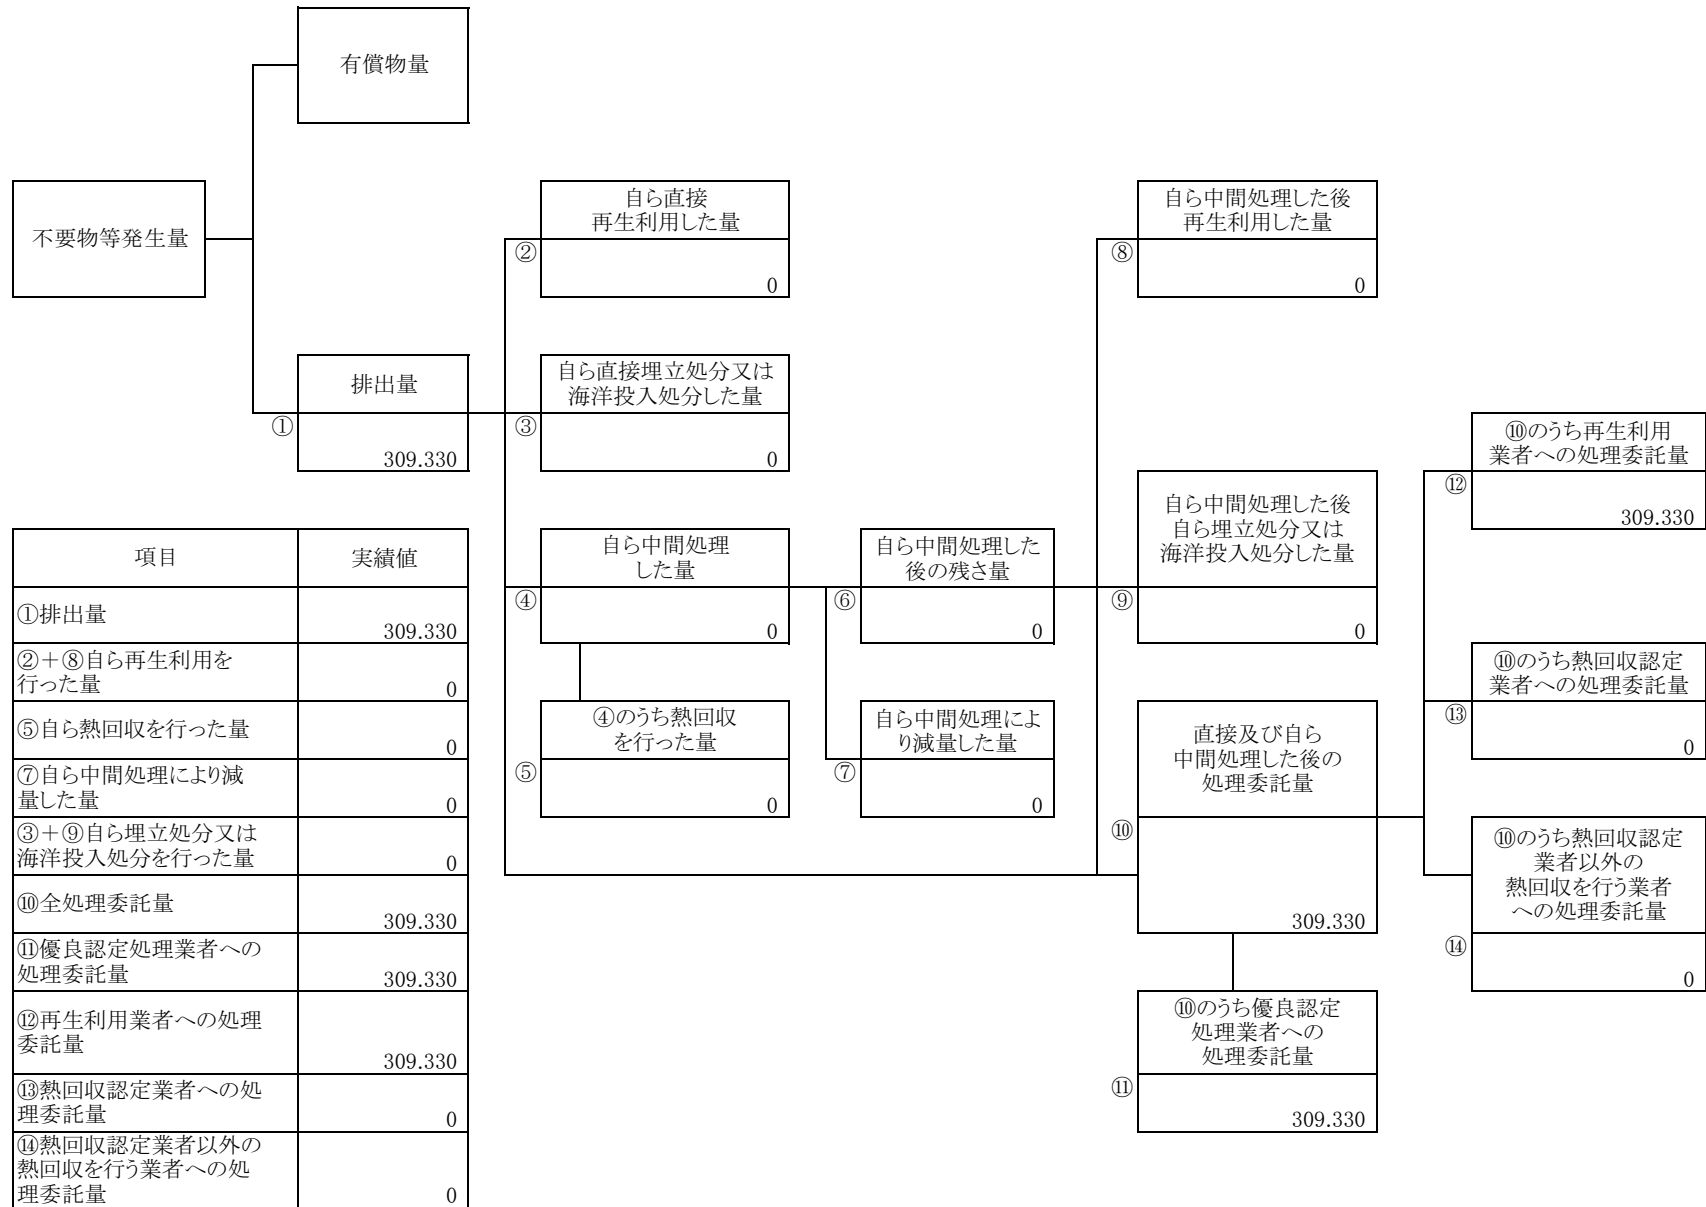 有償物量
不要物等発生量
自ら直接
再生利用した量
②
0
自ら中間処理した後
再生利用した量
⑧
0
排出量
①
309.330
自ら直接埋立処分又は
海洋投入処分した量
③
0
⑩のうち再生利用
業者への処理委託量
⑫
309.330
自ら中間処理
した量
④
0
自ら中間処理した
後の残さ量
⑥
0
自ら中間処理した後
自ら埋立処分又は
海洋投入処分した量
⑨
0
⑩のうち熱回収認定
業者への処理委託量
⑬
0
④のうち熱回収
を行った量
⑤
0
自ら中間処理によ
り減量した量
⑦
0
直接及び自ら
中間処理した後の
処理委託量
⑩
309.330
⑩のうち熱回収認定
業者以外の
熱回収を行う業者
への処理委託量
⑭
0
⑩のうち優良認定
処理業者への
処理委託量
⑪
309.330
項目 実績値
①排出量
309.330
②+⑧自ら再生利用を
行った量
0
⑤自ら熱回収を行った量
0
⑦自ら中間処理により減
量した量
0
③+⑨自ら埋立処分又は
海洋投入処分を行った量
0
⑩全処理委託量
309.330
⑪優良認定処理業者への
処理委託量
309.330
⑫再生利用業者への処理
委託量
309.330
⑬熱回収認定業者への処
理委託量
0
⑭熱回収認定業者以外の
熱回収を行う業者への処
理委託量
0